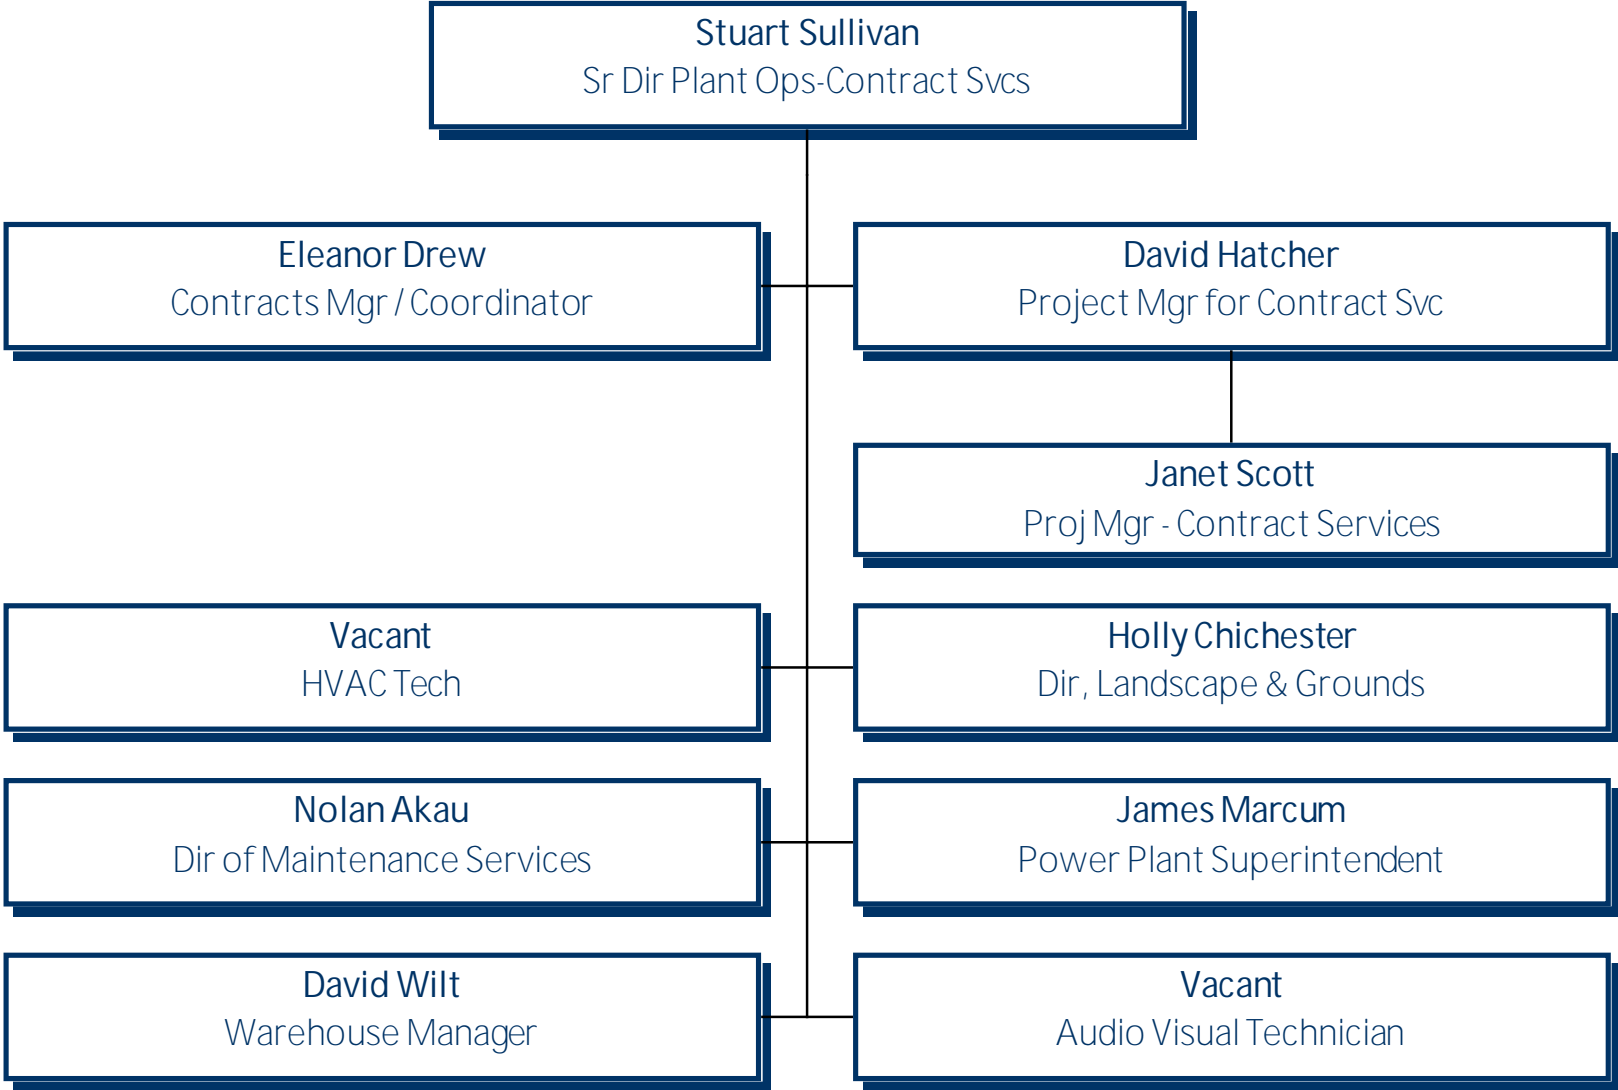 Stuart Sullivan
Sr Dir Plant Ops-Contract Svcs
Eleanor Drew
Contracts Mgr / Coordinator
David Hatcher
Project Mgr for Contract Svc
Janet Scott
Proj Mgr - Contract Services
Vacant
HVAC Tech
Holly Chichester
Dir, Landscape & Grounds
Nolan Akau
Dir of Maintenance Services
James Marcum
Power Plant Superintendent
David Wilt
Warehouse Manager
Vacant
Audio Visual Technician